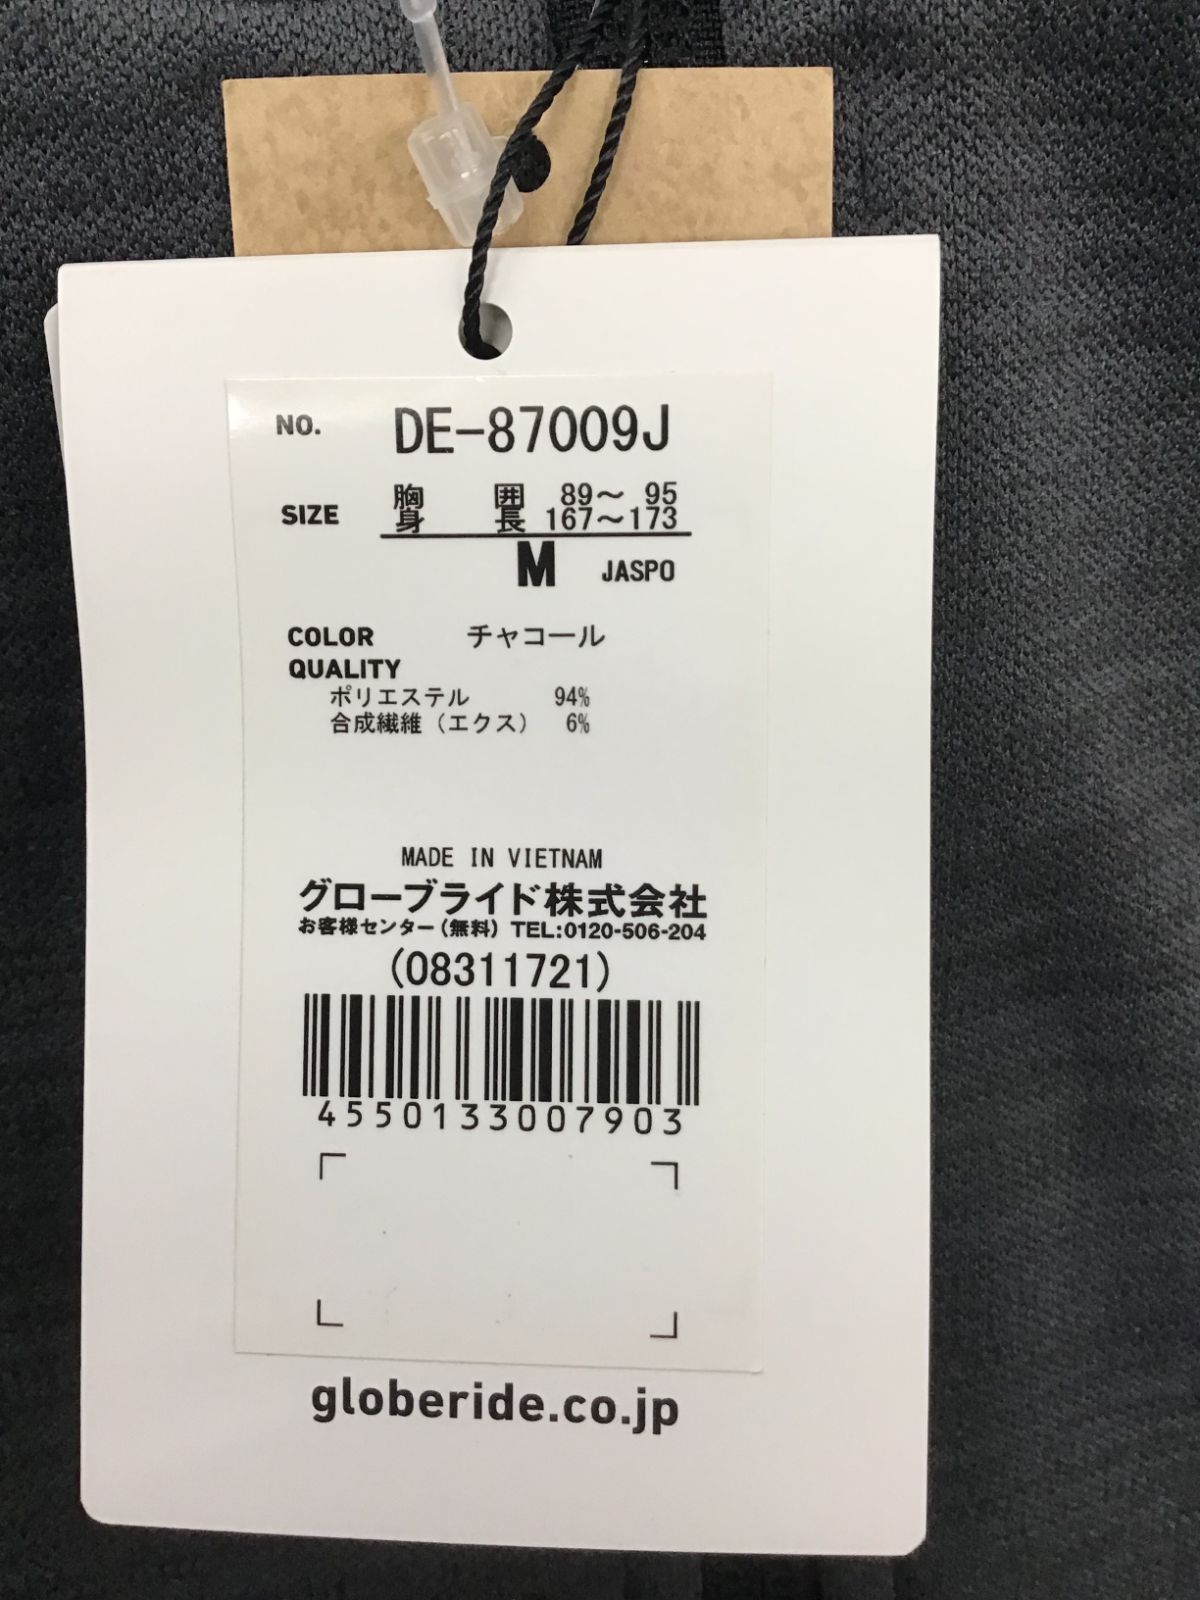 NO. DE-87009J
SIZE 胸 囲 89～ 95
身 長 167～173
M JASPO
COLOR チャコール
QUALITY
ポリエステル 94%
合成繊維（エクス） 6%
MADE IN VIETNAM
グローブライド株式会社
お客様センター（無料） TEL:0120-506-204
(08311721)
4550133007903
globeride.co.jp